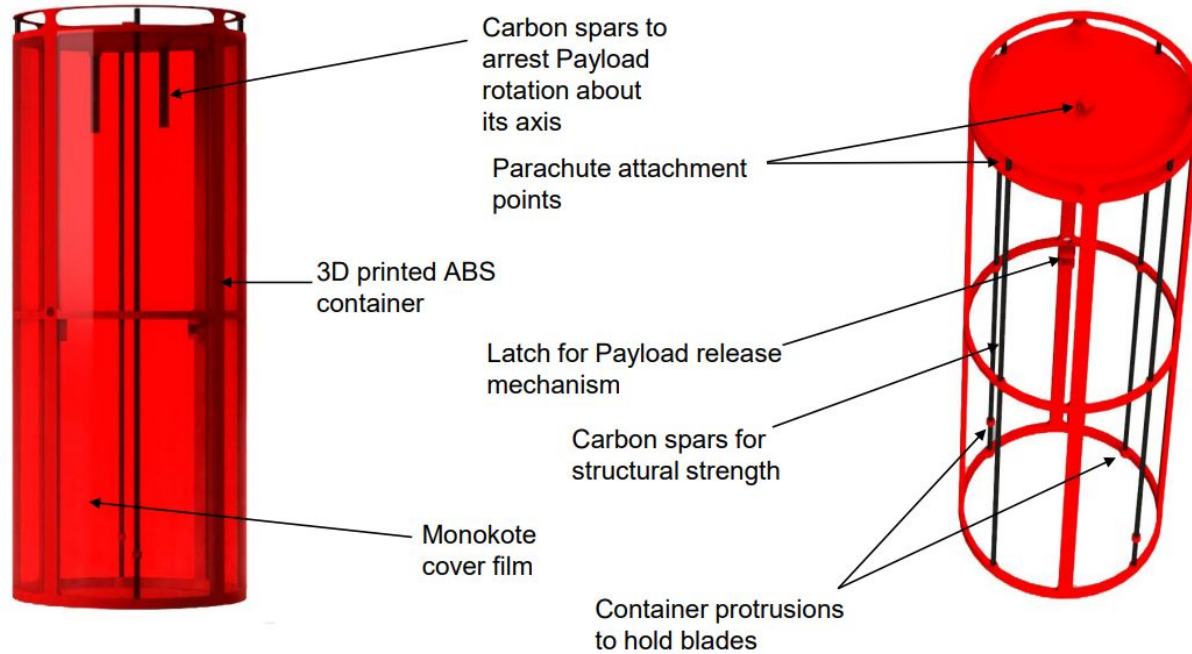 Carbon spars to
arrest Payload
rotation about
its axis
Parachute attachment
points
3D printed ABS
container
Latch for Payload release
mechanism
Carbon spars for
structural strength
Monokote
cover film
Container protrusions
to hold blades